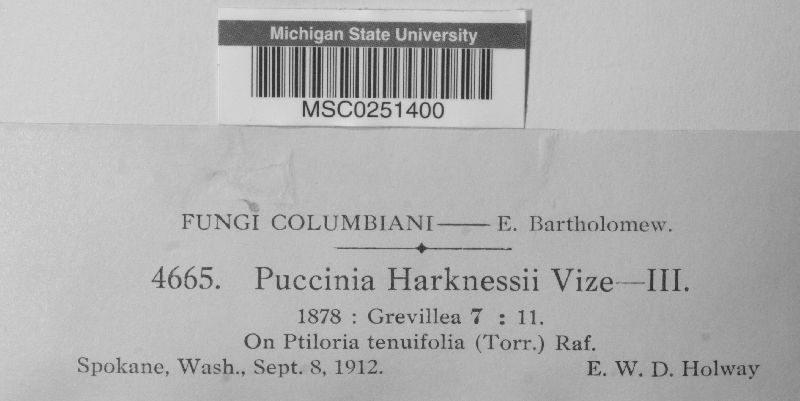 Michigan State University
MSC0251400
FUNGI COLUMBIANI—— E. Bartholomew.
4665. Puccinia Harknessii Vize—III.
1878 : Grevillea 7 : 11.
On Ptiloria tenuifolia (Torr.) Raf.
Spokane, Wash., Sept. 8, 1912. E. W. D. Holway